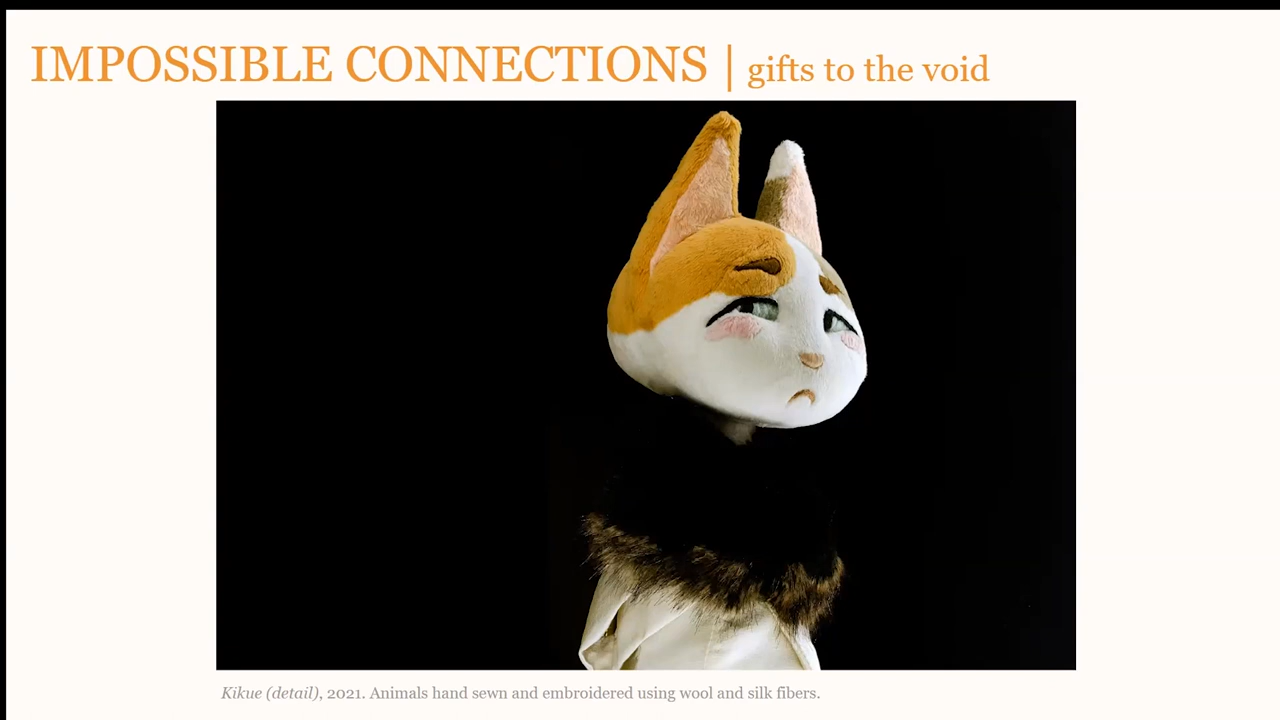 IMPOSSIBLE CONNECTIONS | gifts to the void
Kikue (detail), 2021. Animals hand sewn and embroidered using wool and silk fibers.